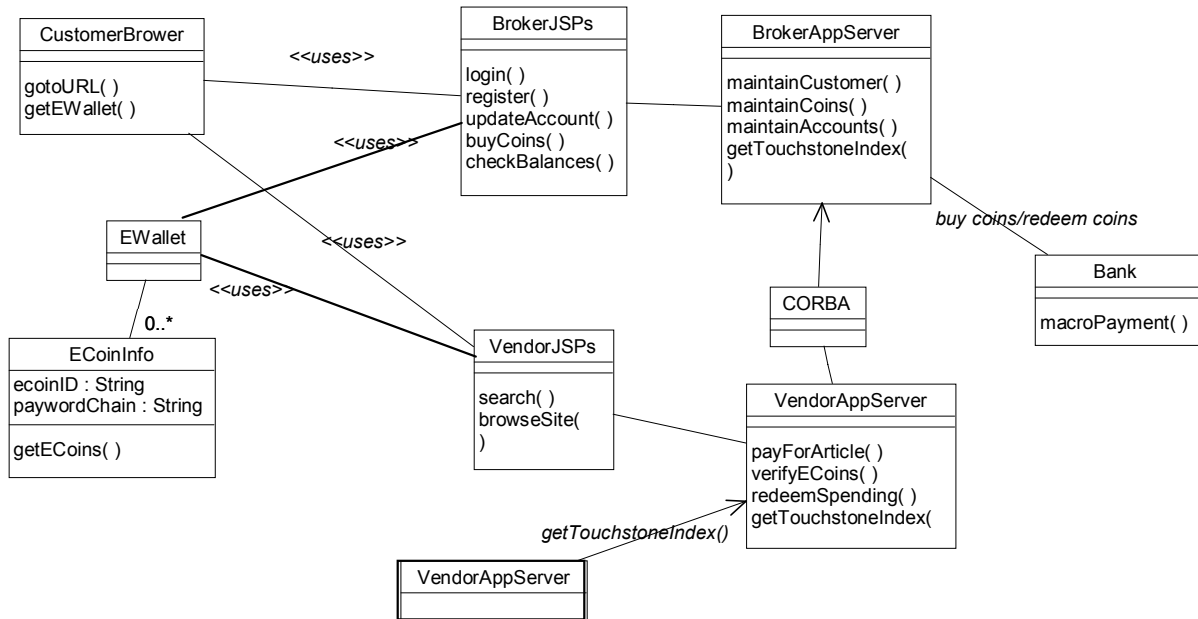 CustomerBrower
gotoURL( )
getEWallet( )
<<uses>>
BrokerJSPs
login( )
register( )
updateAccount( )
buyCoins( )
checkBalances( )
BrokerAppServer
maintainCustomer( )
maintainCoins( )
maintainAccounts( )
getTouchstoneIndex(
)
<<uses>>
EWallet
<<uses>>
<<uses>>
buy coins/redeem coins
Bank
macroPayment( )
CORBA
0..*
ECoinInfo
ecoinID : String
paywordChain : String
getECoins( )
VendorJSPs
search( )
browseSite(
)
VendorAppServer
payForArticle( )
verifyECoins( )
redeemSpending( )
getTouchstoneIndex(
getTouchstoneIndex()
VendorAppServer